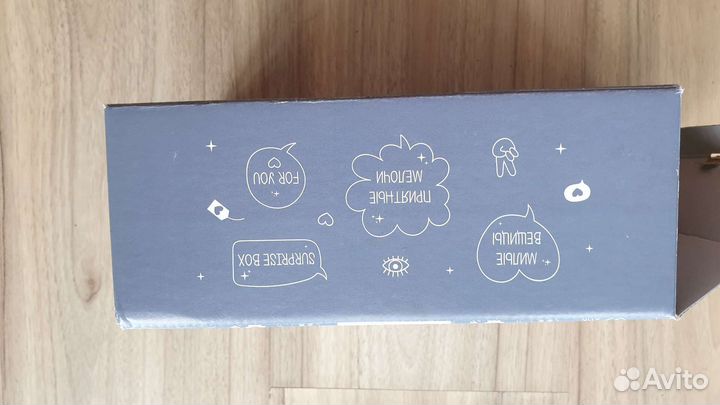 МИЛЫЕ
ВЕЩИЦЫ
SURPRISE BOX
ПРИЯТНЫЕ
МЕЛОЧИ
FOR YOU
Avito